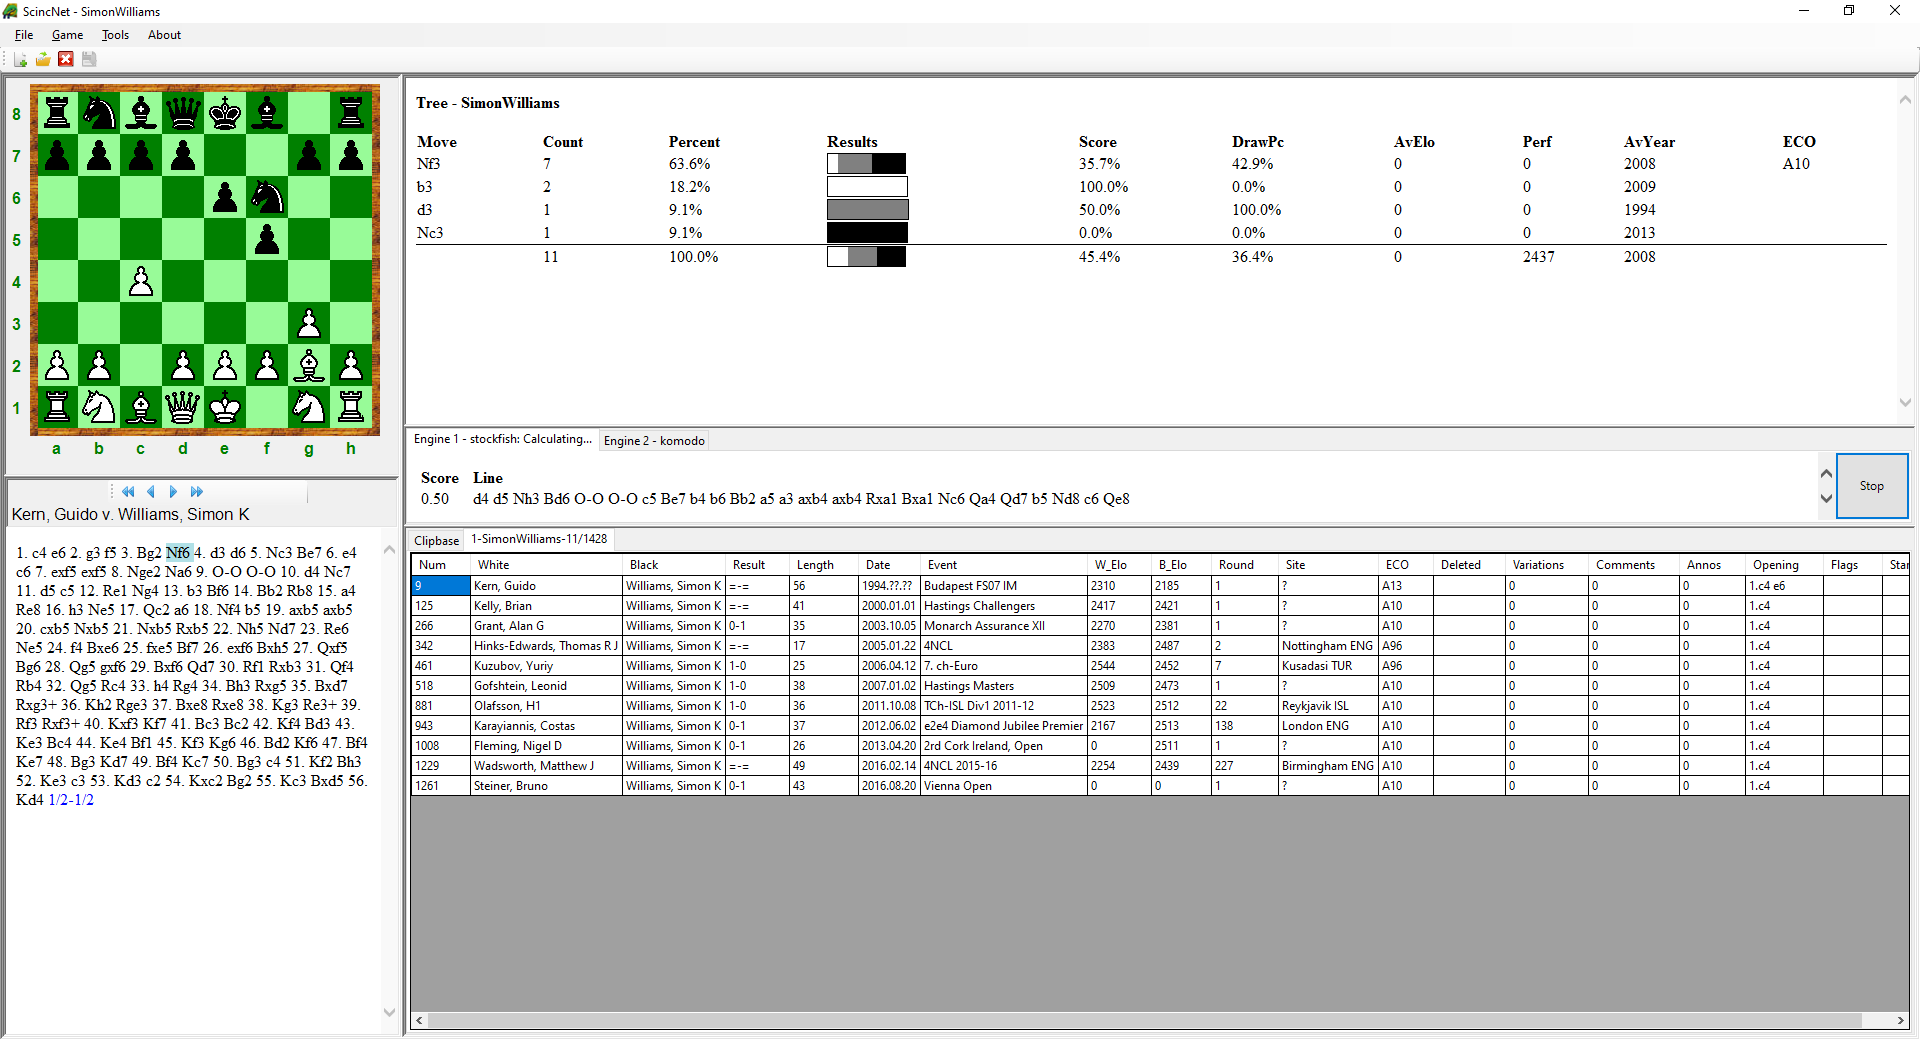 ScincNet - SimonWilliams
File Game Tools About
8
7
6
5
4
3
2
1
a b c d e f g h
Kern, Guido v. Williams, Simon K
1. c4 e6 2. g3 f5 3. Bg2 Nf6 4. d3 d6 5. Nc3 Be7 6. e4
c6 7. exf5 exf5 8. Nge2 Na6 9. O-O O-O 10. d4 Nc7
11. d5 c5 12. Re1 Ng4 13. b3 Bf6 14. Bb2 Rb8 15. a4
Re8 16. h3 Ne5 17. Qc2 a6 18. Nf4 b5 19. axb5 axb5
20. cxb5 Nxb5 21. Nxb5 Rxb5 22. Nh5 Nd7 23. Re6
Ne5 24. f4 Bxe6 25. fxe5 Bf7 26. exf6 Bxh5 27. Qxf5
Bg6 28. Qg5 gxf6 29. Bxf6 Qd7 30. Rf1 Rxb3 31. Qf4
Rb4 32. Qg5 Rc4 33. h4 Rg4 34. Bh3 Rxg5 35. Bxd7
Rxg3+ 36. Kh2 Rge3 37. Bxe8 Rxe8 38. Kg3 Re3+ 39.
Rf3 Rxf3+ 40. Kxf3 Kf7 41. Bc3 Bc2 42. Kf4 Bd3 43.
Ke3 Bc4 44. Ke4 Bf1 45. Kf3 Kg6 46. Bd2 Kf6 47. Bf4
Ke7 48. Bg3 Kd7 49. Bf4 Kc7 50. Bg3 c4 51. Kf2 Bh3
52. Ke3 c3 53. Kd3 c2 54. Kxc2 Bg2 55. Kc3 Bxd5 56.
Kd4 1/2-1/2
Tree - SimonWilliams
Move Count Percent Results Score DrawPc AvElo Perf AvYear ECO
Nf3 7 63.6% 35.7% 42.9% 0 0 2008 A10
b3 2 18.2% 100.0% 0.0% 0 0 2009
d3 1 9.1% 50.0% 100.0% 0 0 1994
Nc3 1 9.1% 0.0% 0.0% 0 0 2013
11 100.0% 45.4% 36.4% 0 2437 2008
Engine 1 - stockfish: Calculating... Engine 2 - komodo
Score Line
0.50 d4 d5 Nh3 Bd6 O-O O-O c5 Be7 b4 b6 Bb2 a5 a3 axb4 axb4 Rxa1 Bxa1 Nc6 Qa4 Qd7 b5 Nd8 c6 Qe8
Stop
Clipbase 1-SimonWilliams-11/1428
Num White Black Result Length Date Event W_Elo B_Elo Round Site ECO Deleted Variations Comments Annos Opening Flags Star
9 Kern, Guido Williams, Simon K =-= 56 1994.??.?? Budapest FS07 IM 2310 2185 1 ? A13 0 0 0 1.c4 e6
125 Kelly, Brian Williams, Simon K =-= 41 2000.01.01 Hastings Challengers 2417 2421 1 ? A10 0 0 0 1.c4
266 Grant, Alan G Williams, Simon K 0-1 35 2003.10.05 Monarch Assurance XII 2270 2381 1 ? A10 0 0 0 1.c4
342 Hinks-Edwards, Thomas R J Williams, Simon K =-= 17 2005.01.22 4NCL 2383 2487 2 Nottingham ENG A96 0 0 0 1.c4
461 Kuzubov, Yuriy Williams, Simon K 1-0 25 2006.04.12 7. ch-Euro 2544 2452 7 Kusadasi TUR A96 0 0 0 1.c4
518 Gofshtein, Leonid Williams, Simon K 1-0 38 2007.01.02 Hastings Masters 2509 2473 1 ? A10 0 0 0 1.c4
881 Olafsson, H1 Williams, Simon K 1-0 36 2011.10.08 TCh-ISL Div1 2011-12 2523 2512 22 Reykjavik ISL A10 0 0 0 1.c4
943 Karayiannis, Costas Williams, Simon K 0-1 37 2012.06.02 e2e4 Diamond Jubilee Premier 2167 2513 138 London ENG A10 0 0 0 1.c4
1008 Fleming, Nigel D Williams, Simon K 0-1 26 2013.04.20 2rd Cork Ireland, Open 0 2511 1 ? A10 0 0 0 1.c4
1229 Wadsworth, Matthew J Williams, Simon K =-= 49 2016.02.14 4NCL 2015-16 2254 2439 227 Birmingham ENG A10 0 0 0 1.c4
1261 Steiner, Bruno Williams, Simon K 0-1 43 2016.08.20 Vienna Open 0 0 1 ? A10 0 0 0 1.c4